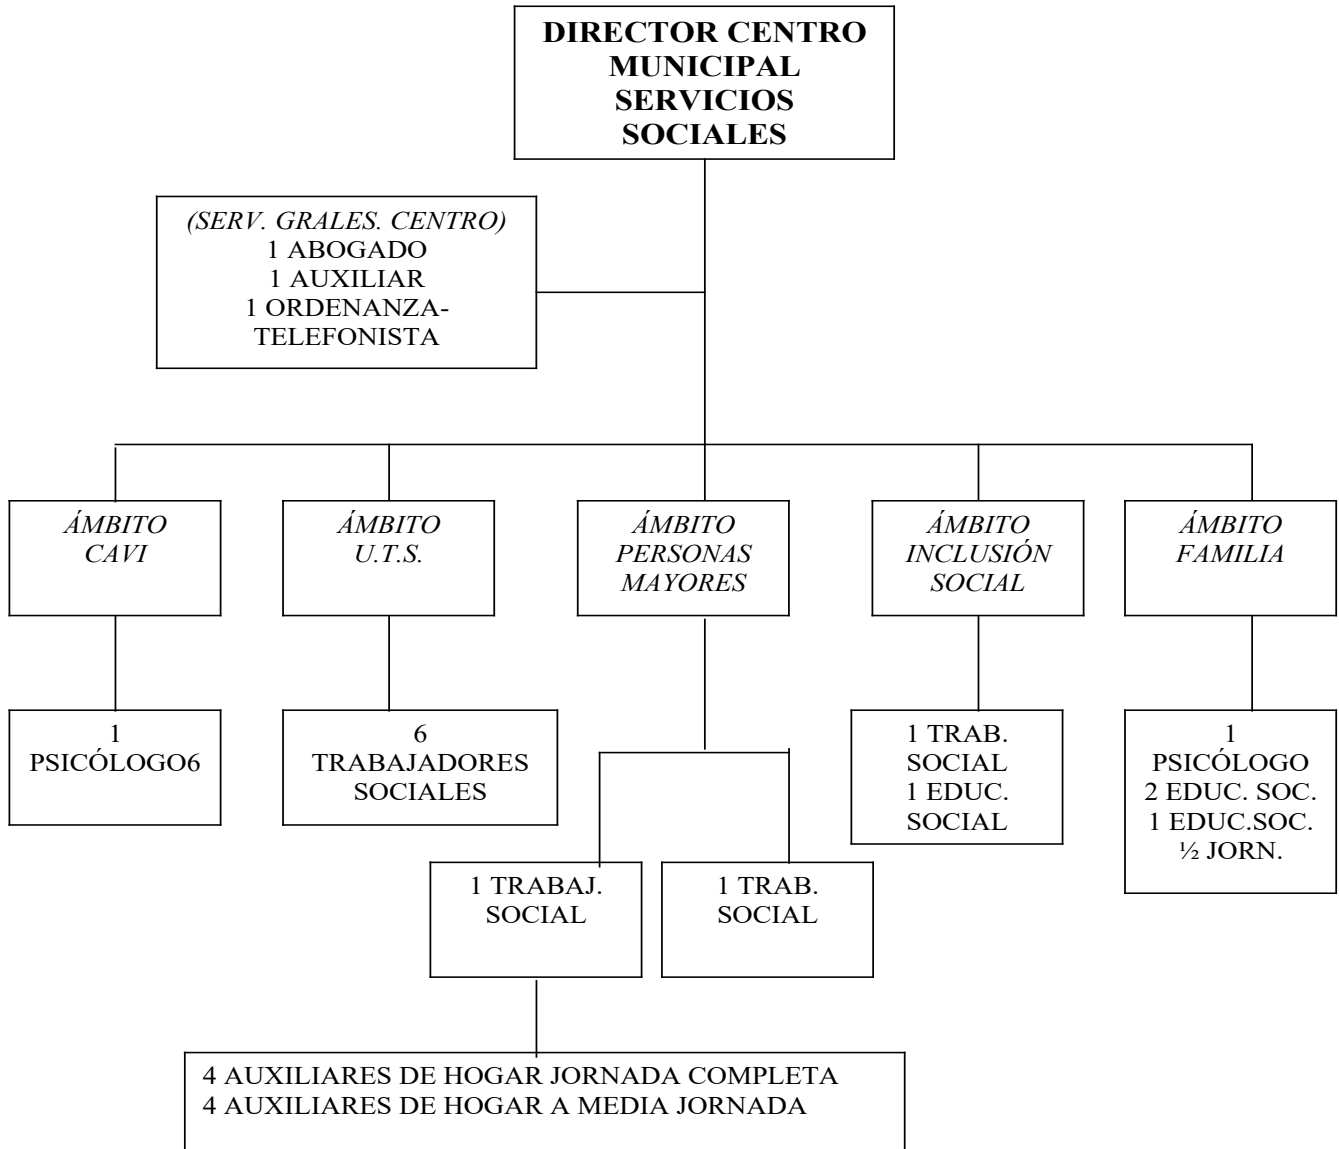 DIRECTOR CENTRO
MUNICIPAL
SERVICIOS
SOCIALES
(SERV. GRALES. CENTRO)
1 ABOGADO
1 AUXILIAR
1 ORDENANZA-
TELEFONISTA
ÁMBITO
CAVI
ÁMBITO
U.T.S.
ÁMBITO
PERSONAS
MAYORES
ÁMBITO
INCLUSIÓN
SOCIAL
ÁMBITO
FAMILIA
1
PSICÓLOGO6
6
TRABAJADORES
SOCIALES
1 TRAB.
SOCIAL
1 EDUC.
SOCIAL
1
PSICÓLOGO
2 EDUC. SOC.
1 EDUC.SOC.
½ JORN.
1 TRABAJ.
SOCIAL
1 TRAB.
SOCIAL
4 AUXILIARES DE HOGAR JORNADA COMPLETA
4 AUXILIARES DE HOGAR A MEDIA JORNADA